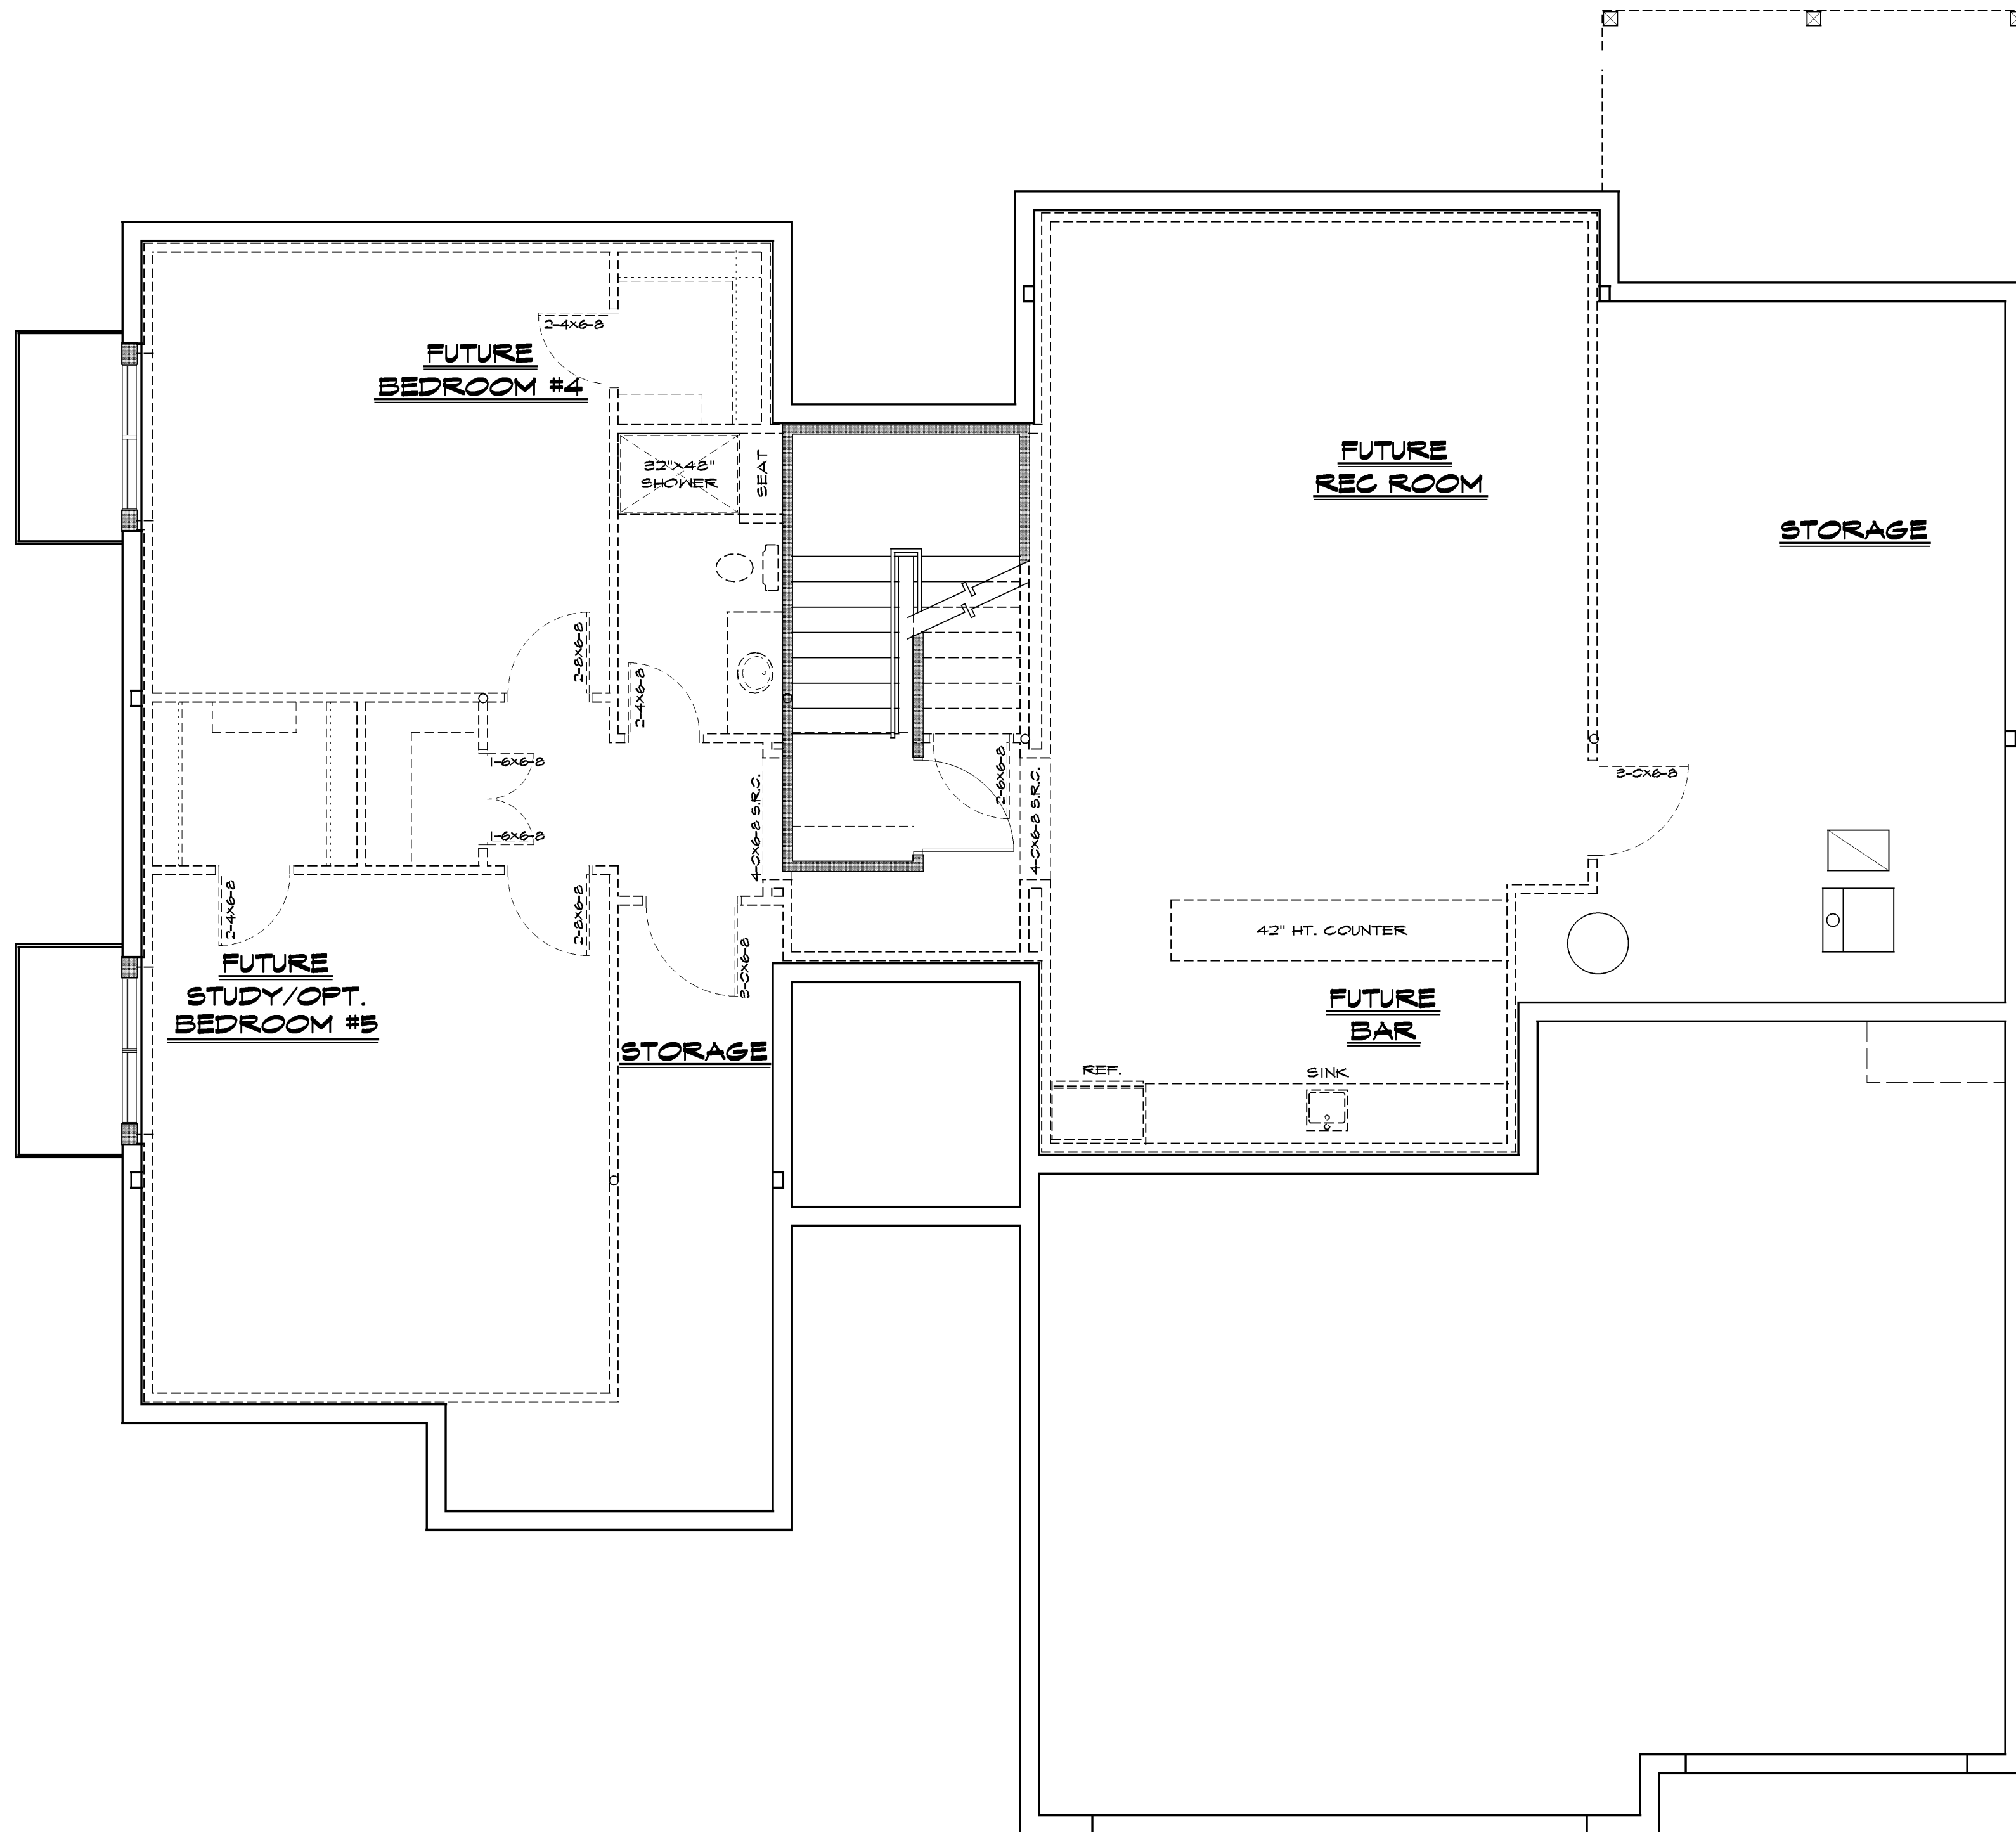 FUTURE
BEDROOM #4
2-4X6-8
32"X48"
SHOWER
SEAT
FUTURE
REC ROOM
STORAGE
2-8X6-8
2-4X6-8
1-6X6-8
1-6X6-8
4-0X6-8 S.R.O.
2-6X6-8
4-0X6-8 S.R.O.
3-0X6-8
2-4X6-8
2-8X6-8
3-0X6-8
42" HT. COUNTER
FUTURE
STUDY/OPT.
BEDROOM #5
STORAGE
FUTURE
BAR
REF.
SINK